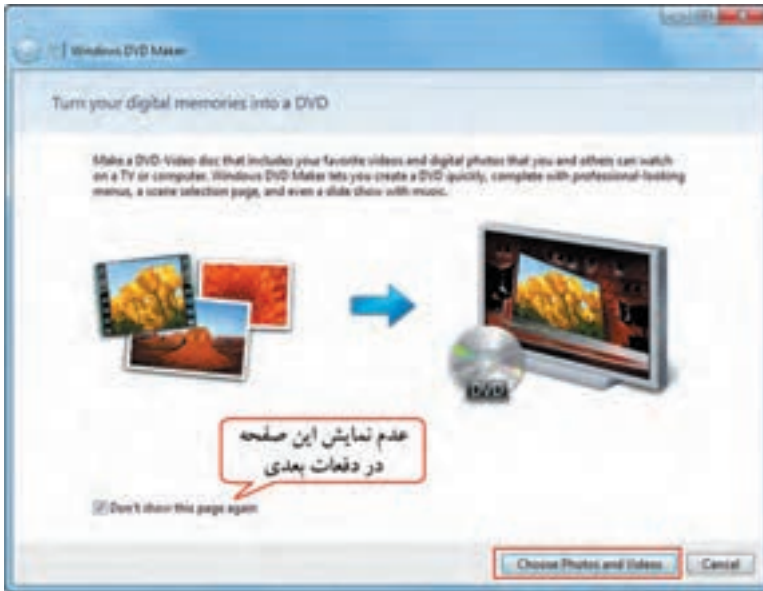 Windows DVD Maker
Turn your digital memories into a DVD
Make a DVD-Video disc that includes your favorite videos and digital photos that you and others can watch
on a TV or computer. Windows DVD Maker lets you create a DVD quickly, complete with professional-looking
menus, a scene selection page, and even a slide show with music.
DVD
عدم نمایش این صفحه
در دفعات بعدی
Don't show this page again
Choose Photos and Videos
Cancel